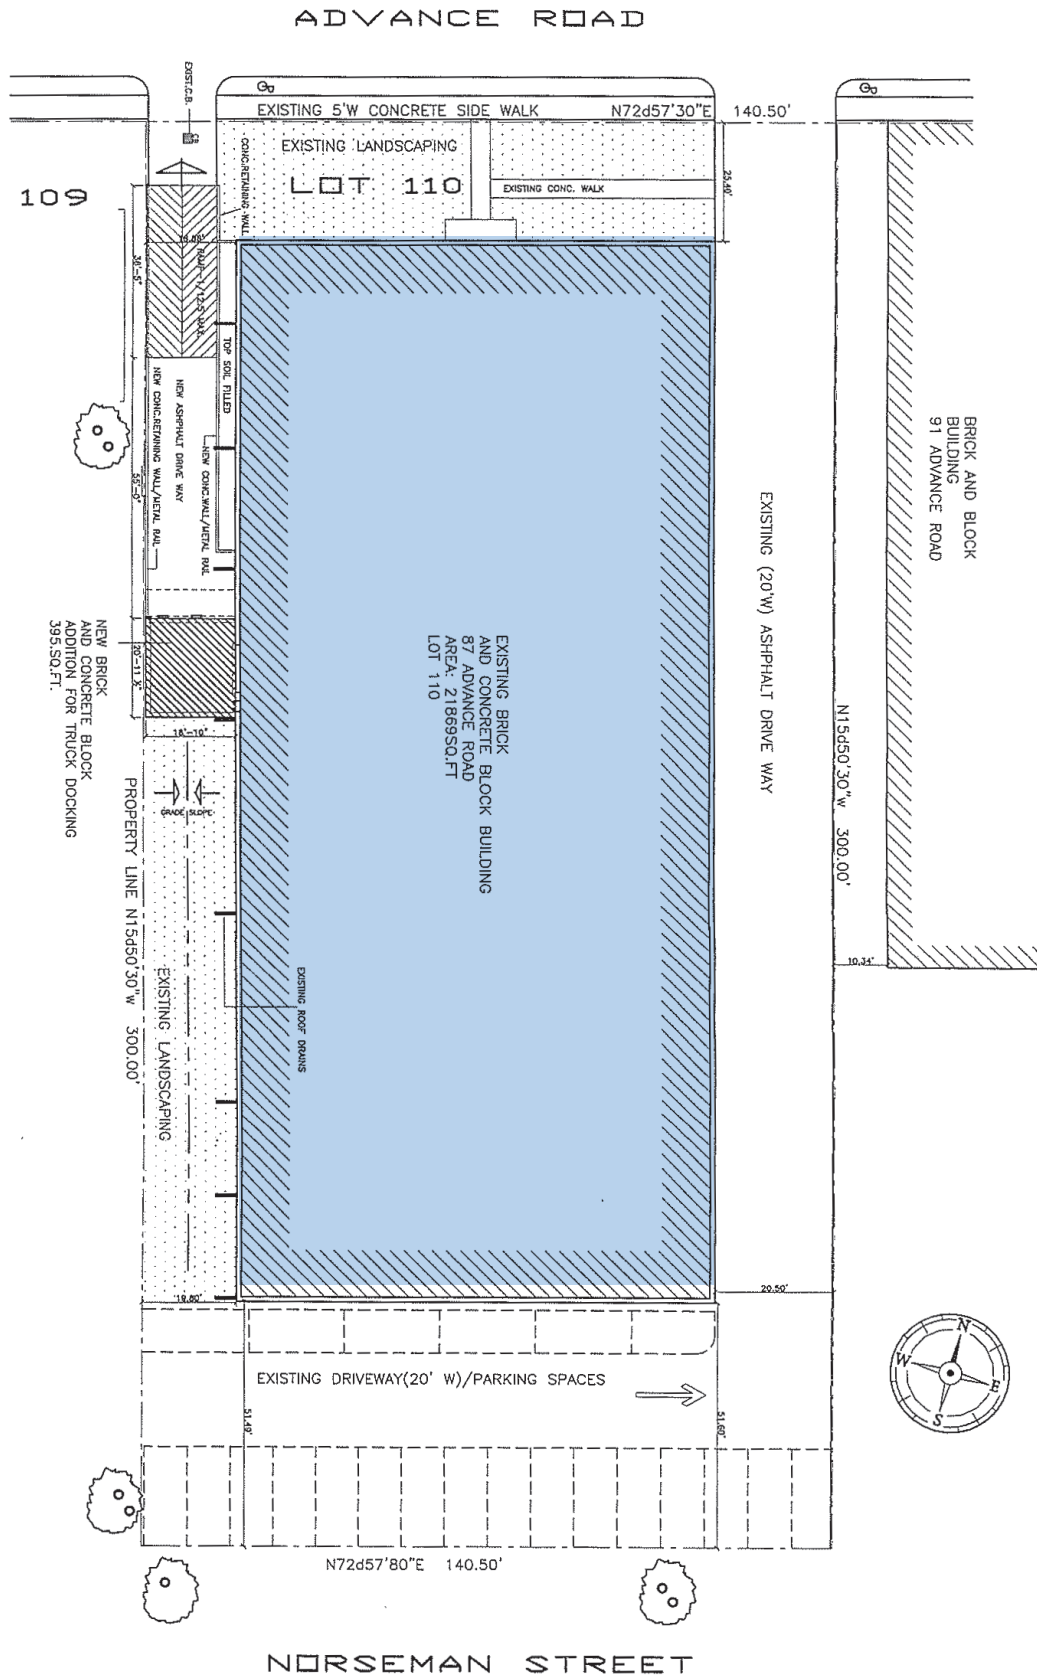 ADVANCE ROAD
EXIST.C.B.
EXISTING 5'W CONCRETE SIDE WALK
N72d57'30"E 140.50'
EXISTING LANDSCAPING
LOT 110
CONC.RETAINING WALL
EXISTING CONC. WALK
25.40'
109
38'-5"
RAMP-1/12.5 MAX.
TOP SOIL FILLED
NEW CONC.RETAINING WALL/METAL RAIL
NEW ASHPHALT DRIVE WAY
NEW CONC.WALL/METAL RAIL
55'-0"
BRICK AND BLOCK
BUILDING
91 ADVANCE ROAD
EXISTING (20'W) ASHPHALT DRIVE WAY
N15d50'30"W 300.00'
10.34'
EXISTING BRICK
AND CONCRETE BLOCK BUILDING
87 ADVANCE ROAD
AREA: 21869SQ.FT
LOT 110
NEW BRICK
AND CONCRETE BLOCK
ADDITION FOR TRUCK DOCKING
395.SQ.FT.
18'-10"
GRADE SLOPE
PROPERTY LINE N15d50'30"W 300.00'
EXISTING LANDSCAPING
EXISTING ROOF DRAINS
19.80'
20.50'
EXISTING DRIVEWAY(20' W)/PARKING SPACES
51.49'
51.60'
N
W
E
S
N72d57'80"E 140.50'
NORSEMAN STREET